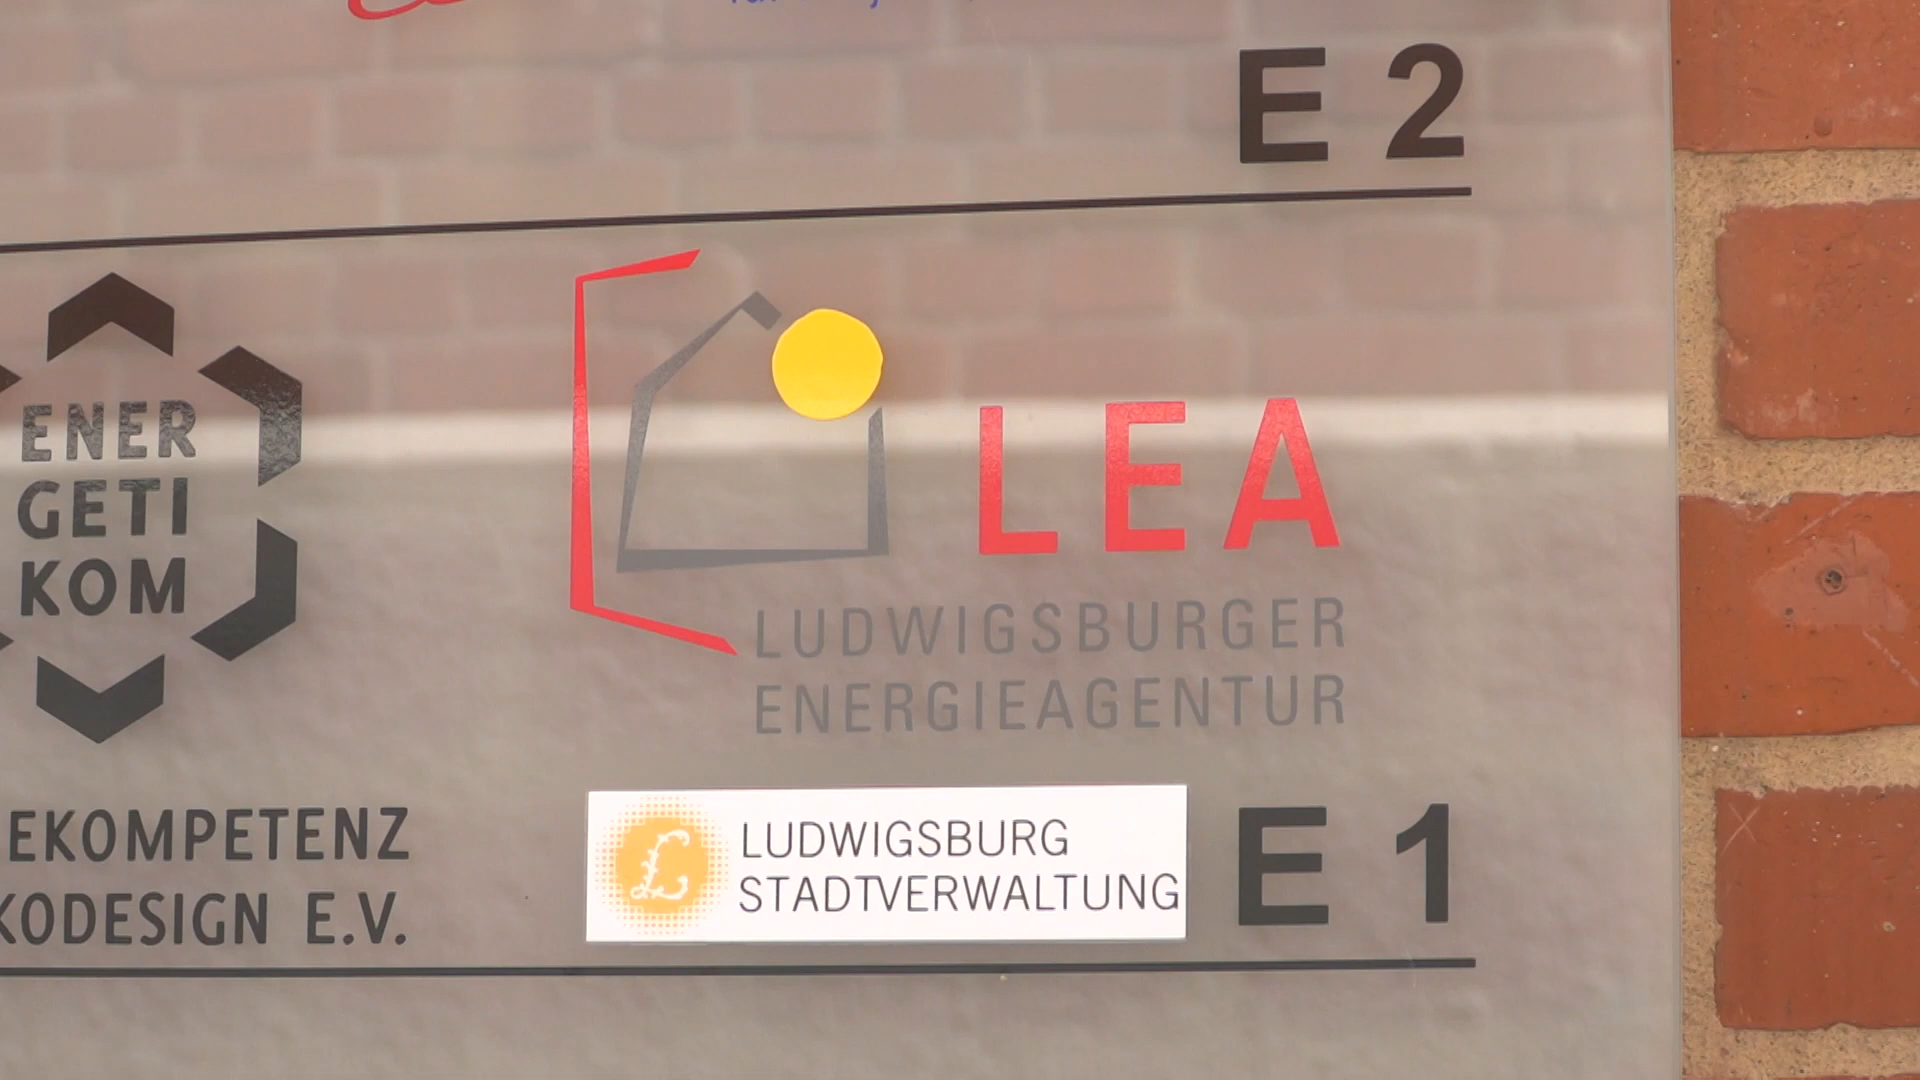 E 2
ENER
GETI
KOM
LEA
LUDWIGSBURGER
ENERGIEAGENTUR
EKOMPETENZ
KODESIGN E.V.
LUDWIGSBURG
STADTVERWALTUNG
E 1